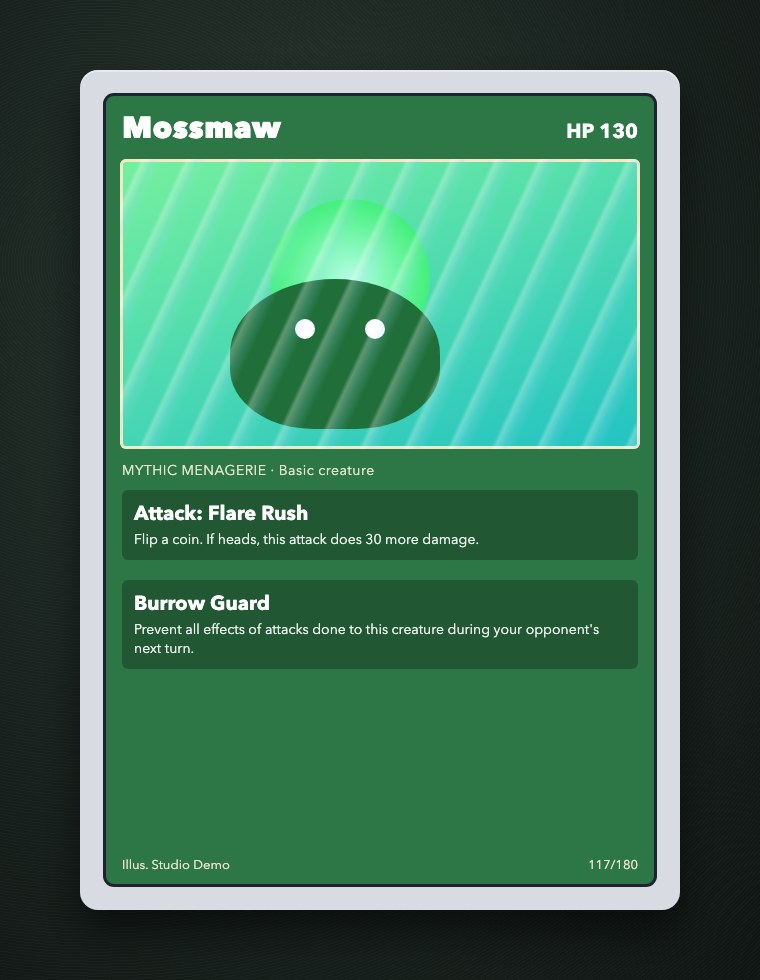 Mossmaw
HP 130
MYTHIC MENAGERIE · Basic creature
Attack: Flare Rush
Flip a coin. If heads, this attack does 30 more damage.
Burrow Guard
Prevent all effects of attacks done to this creature during your opponent's
next turn.
Illus. Studio Demo
117/180